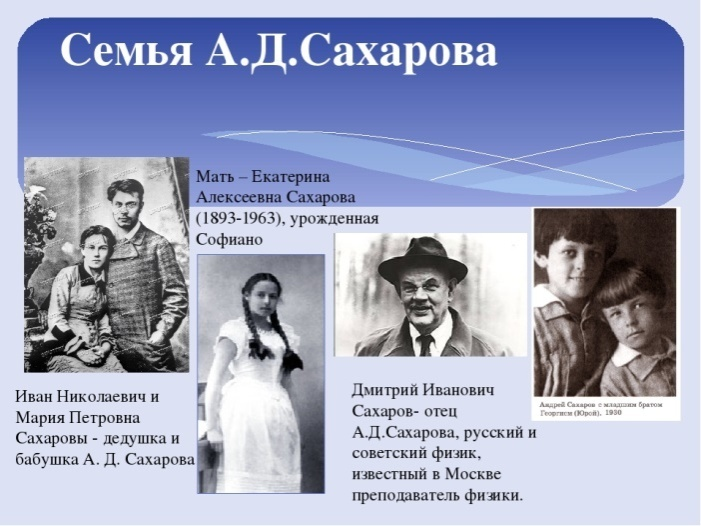 Семья А.Д.Сахарова
Мать – Екатерина
Алексеевна Сахарова
(1893-1963), урожденная
Софиано
Иван Николаевич и
Мария Петровна
Сахаровы - дедушка и
бабушка А. Д. Сахарова
Дмитрий Иванович
Сахаров- отец
А.Д.Сахарова, русский и
советский физик,
известный в Москве
преподаватель физики.
Андрей Сахаров с младшим братом
Георгием (Юрой), 1930